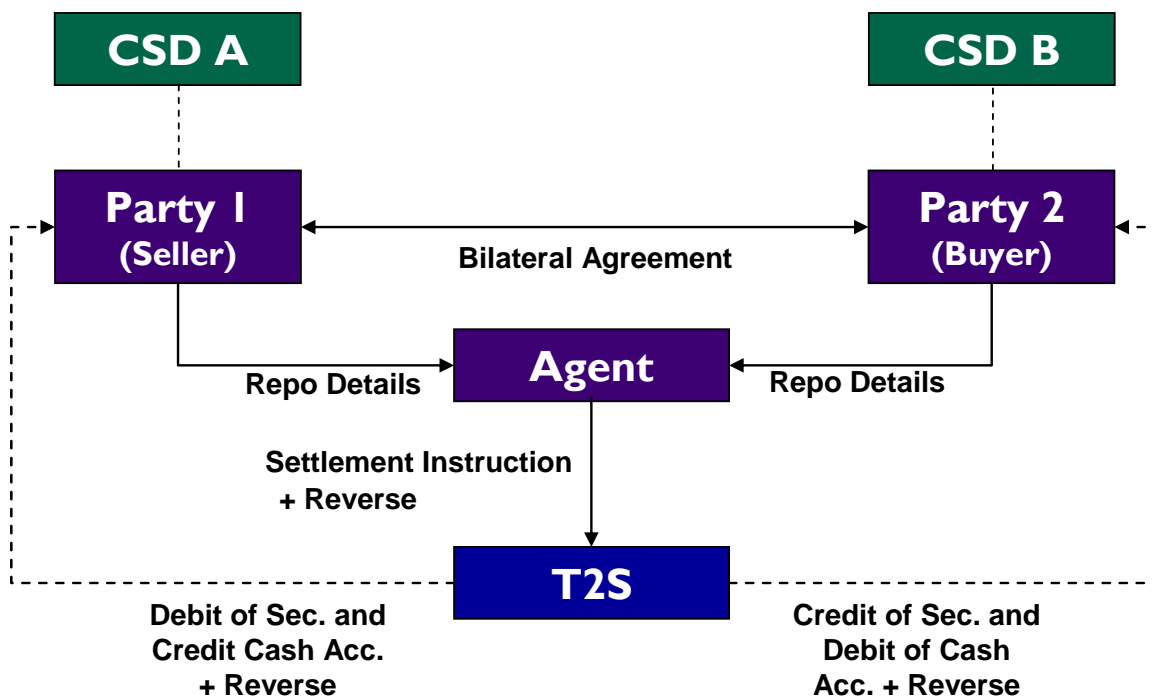 CSD A
CSD B
Party 1
(Seller)
Party 2
(Buyer)
Bilateral Agreement
Agent
Repo Details
Repo Details
Settlement Instruction
+ Reverse
T2S
Debit of Sec. and
Credit Cash Acc.
+ Reverse
Credit of Sec. and
Debit of Cash
Acc. + Reverse